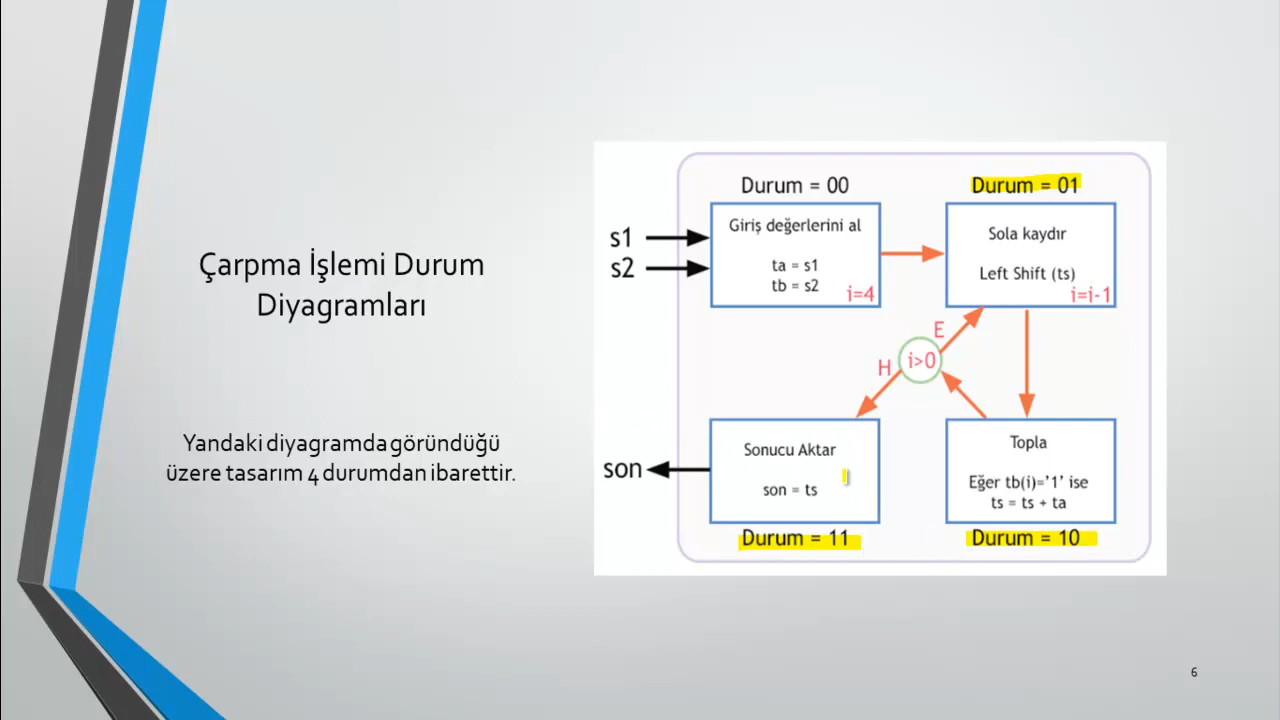 Çarpma İşlemi Durum
Diyagramları
Yandaki diyagramda göründüğü
üzere tasarım 4 durumdan ibarettir.
Durum = 00
s1
s2
Giriş değerlerini al
ta = s1
tb = s2
i=4
Durum = 01
Sola kaydır
Left Shift (ts)
i=i-1
E
i>0
H
son
Sonucu Aktar
son = ts
Durum = 11
Topla
Eğer tb(i)='1' ise
ts = ts + ta
Durum = 10
6